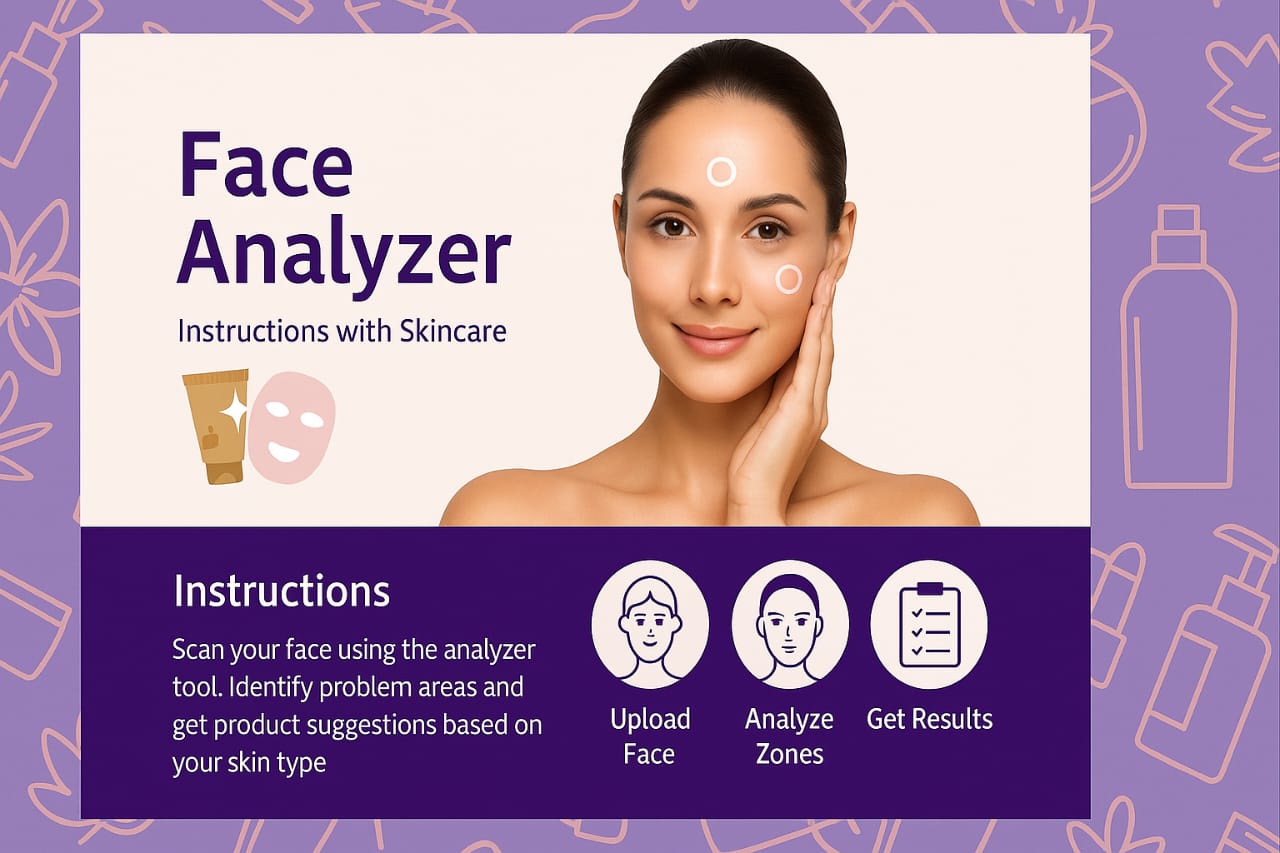 Face
Analyzer
Instructions with Skincare
Instructions
Scan your face using the analyzer
tool. Identify problem areas and
get product suggestions based on
your skin type
Upload
Face
Analyze
Zones
Get Results